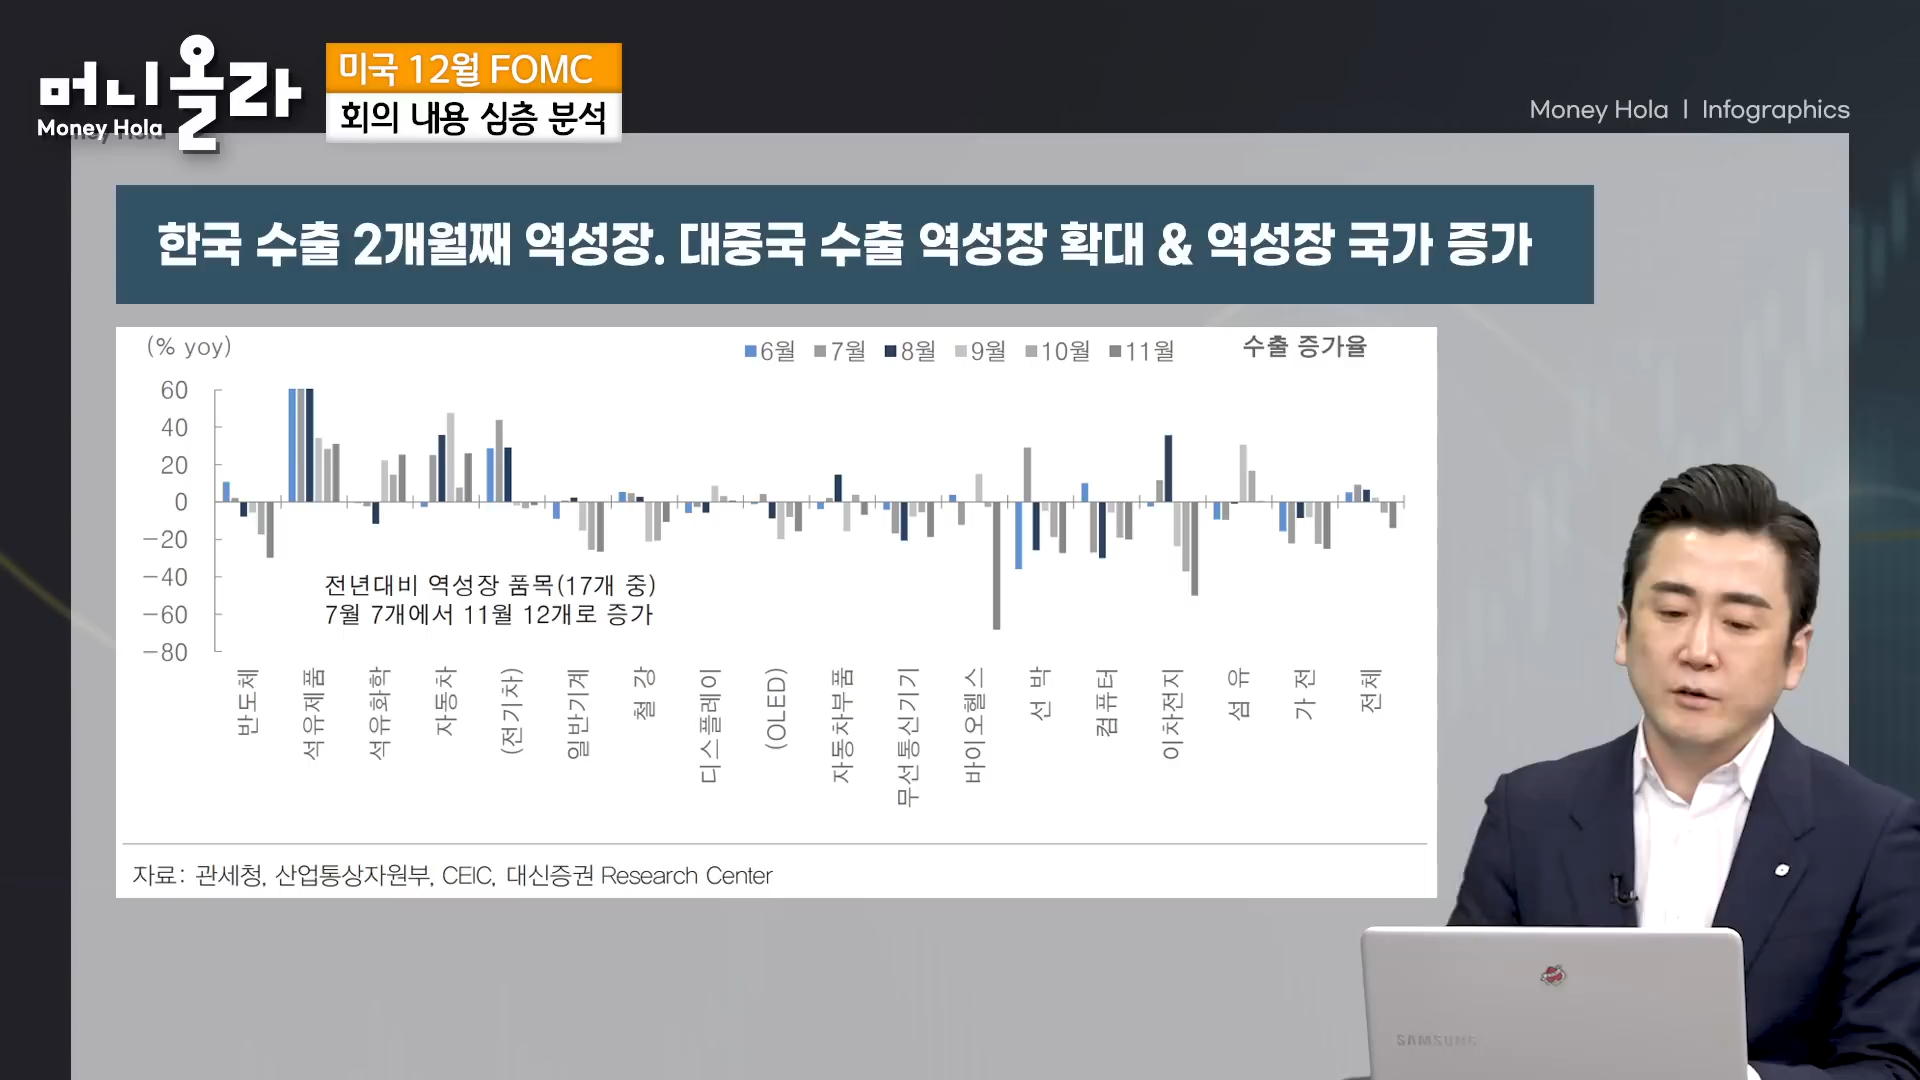 머니올라
Money Hola
미국 12월 FOMC
회의 내용 심층 분석
Money Hola | Infographics
한국 수출 2개월째 역성장. 대중국 수출 역성장 확대 & 역성장 국가 증가
(% yoy)
6월 7월 8월 9월 10월 11월
수출 증가율
60
40
20
0
-20
-40
-60
-80
전년대비 역성장 품목(17개 중)
7월 7개에서 11월 12개로 증가
반도체
석유제품
석유화학
자동차
(전기차)
일반기계
철 강
디스플레이
(OLED)
자동차부품
무선통신기기
바이오헬스
선 박
컴퓨터
이차전지
섬 유
가 전
전체
자료: 관세청, 산업통상자원부, CEIC, 대신증권 Research Center
SAMSUNG